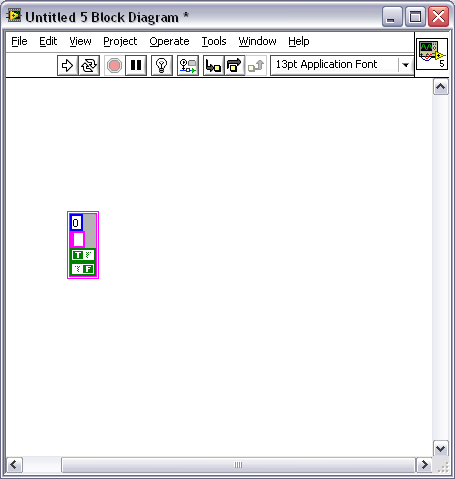 Untitled 5 Block Diagram *
File Edit View Project Operate Tools Window Help
13pt Application Font
5
0
T F
T F